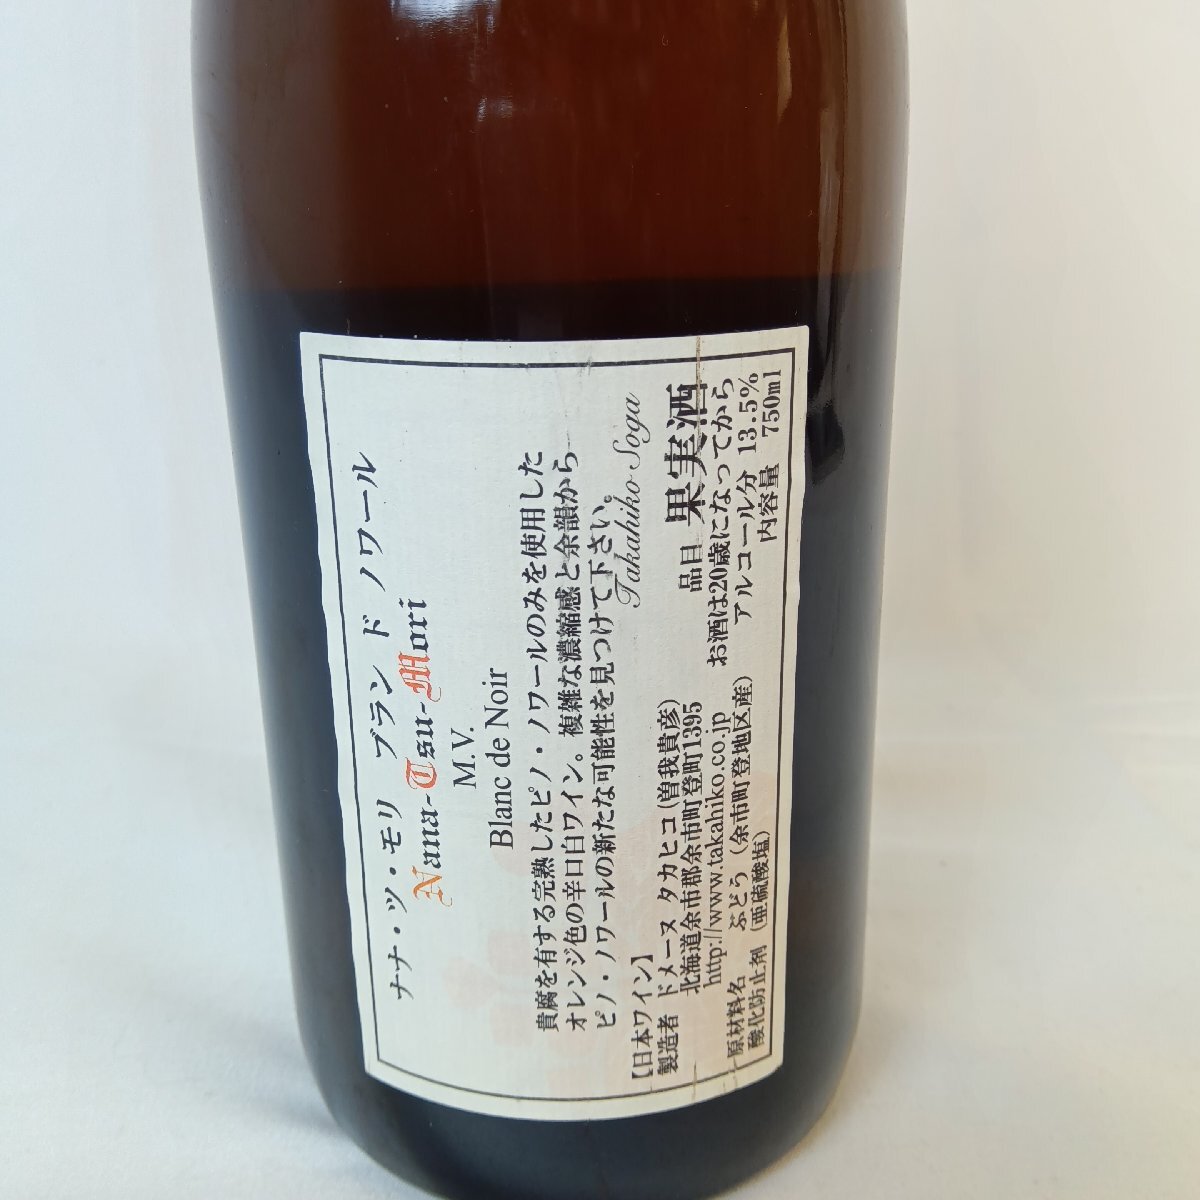 ナナ・ツ・モリ ブラン ド ノワール
Nana-Tsu-Mori
M.V.
Blanc de Noir
貴腐を有する完熟したピノ・ノワールのみを使用した
オレンジ色の辛口白ワイン。複雑な濃縮感と余韻から
ピノ・ノワールの新たな可能性を見つけて下さい。
Takahiko Soga
【日本ワイン】
製造者 ドメーヌ タカヒコ(曽我貴彦)
北海道余市郡余市町登町1395
http://www.takahiko.co.jp
原材料名 ぶどう(余市町登地区産)
酸化防止剤(亜硫酸塩)
品目 果実酒
お酒は20歳になってから
アルコール分 13.5%
内容量 750ml